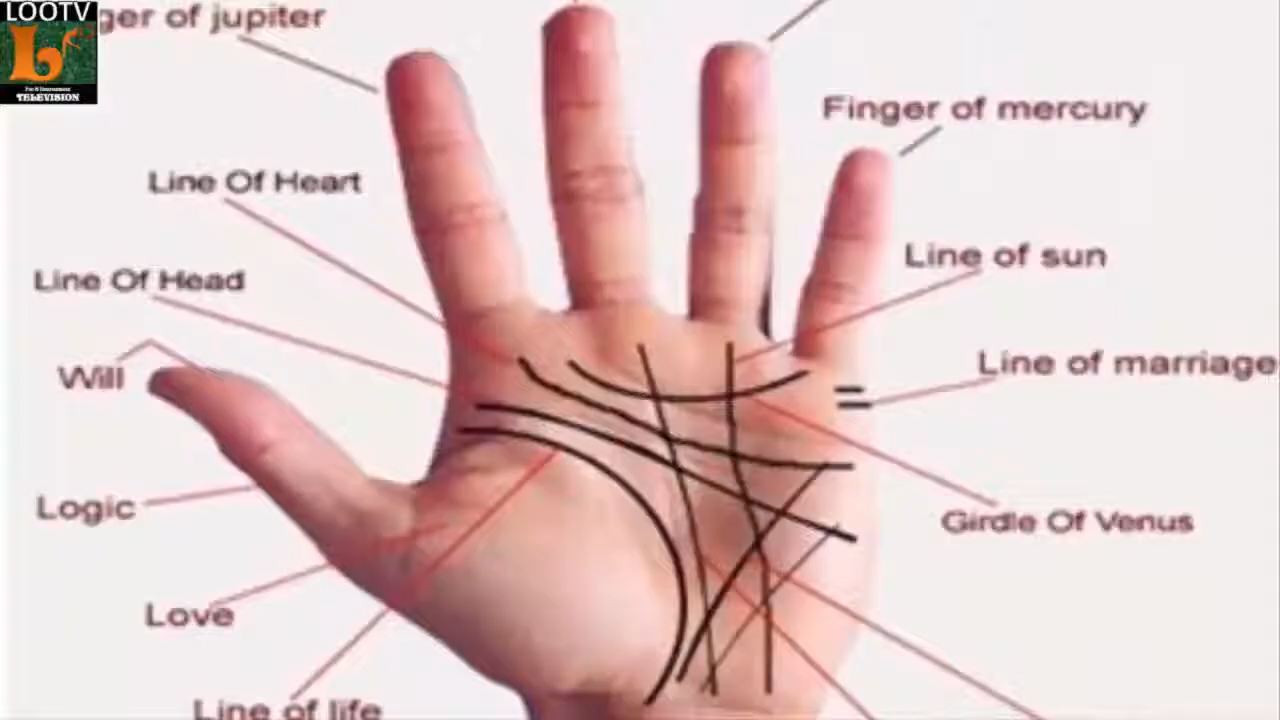 LOOTV
TELEVISION
ger of jupiter
Finger of mercury
Line Of Heart
Line of sun
Line Of Head
Line of marriage
Will
Logic
Girdle Of Venus
Love
Line of life